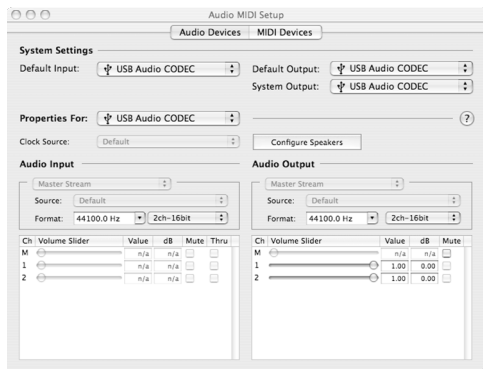 Audio MIDI Setup
Audio Devices MIDI Devices
System Settings
Default Input: USB Audio CODEC Default Output: USB Audio CODEC
System Output: USB Audio CODEC
Properties For: USB Audio CODEC ?
Clock Source: Default Configure Speakers
Audio Input Audio Output
Master Stream Master Stream
Source: Default Source: Default
Format: 44100.0 Hz 2ch-16bit Format: 44100.0 Hz 2ch-16bit
Ch Volume Slider Value dB Mute Thru Ch Volume Slider Value dB Mute
M n/a n/a M n/a n/a
1 n/a n/a 1 1.00 0.00
2 n/a n/a 2 1.00 0.00